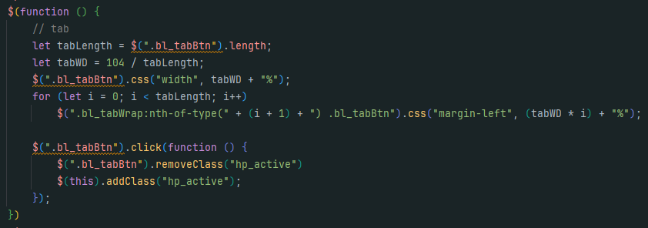 $(function () {
// tab
let tabLength = $(".bl_tabBtn").length;
let tabWD = 104 / tabLength;
$(".bl_tabBtn").css("width", tabWD + "%");
for (let i = 0; i < tabLength; i++)
$(".bl_tabWrap:nth-of-type(" + (i + 1) + ") .bl_tabBtn").css("margin-left", (tabWD * i) + "%");
$(".bl_tabBtn").click(function () {
$(".bl_tabBtn").removeClass("hp_active")
$(this).addClass("hp_active");
});
})